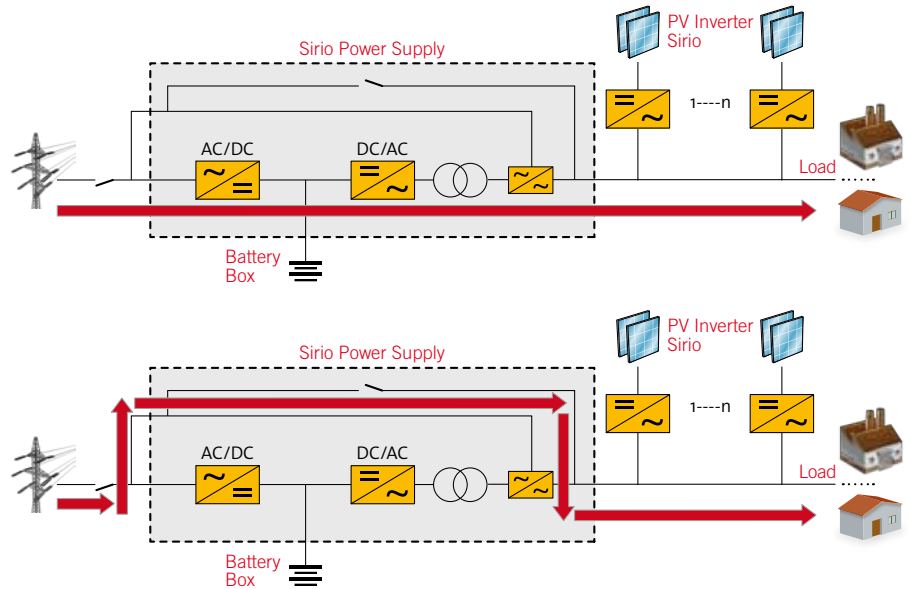 Sirio Power Supply
PV Inverter
Sirio
1----n
AC/DC
DC/AC
Load
Battery
Box
Sirio Power Supply
PV Inverter
Sirio
1----n
AC/DC
DC/AC
Load
Battery
Box